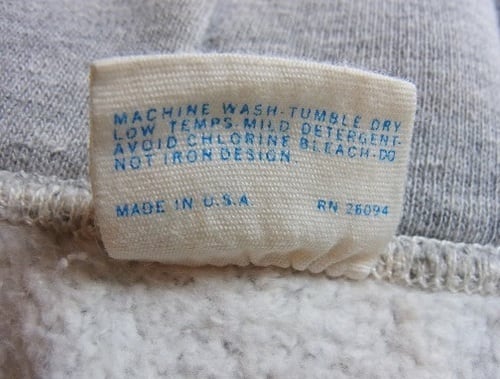 MACHINE WASH-TUMBLE DRY
LOW TEMPS-MILD DETERGENT-
AVOID CHLORINE BLEACH-DO
NOT IRON DESIGN.
MADE IN U.S.A. RN 26094